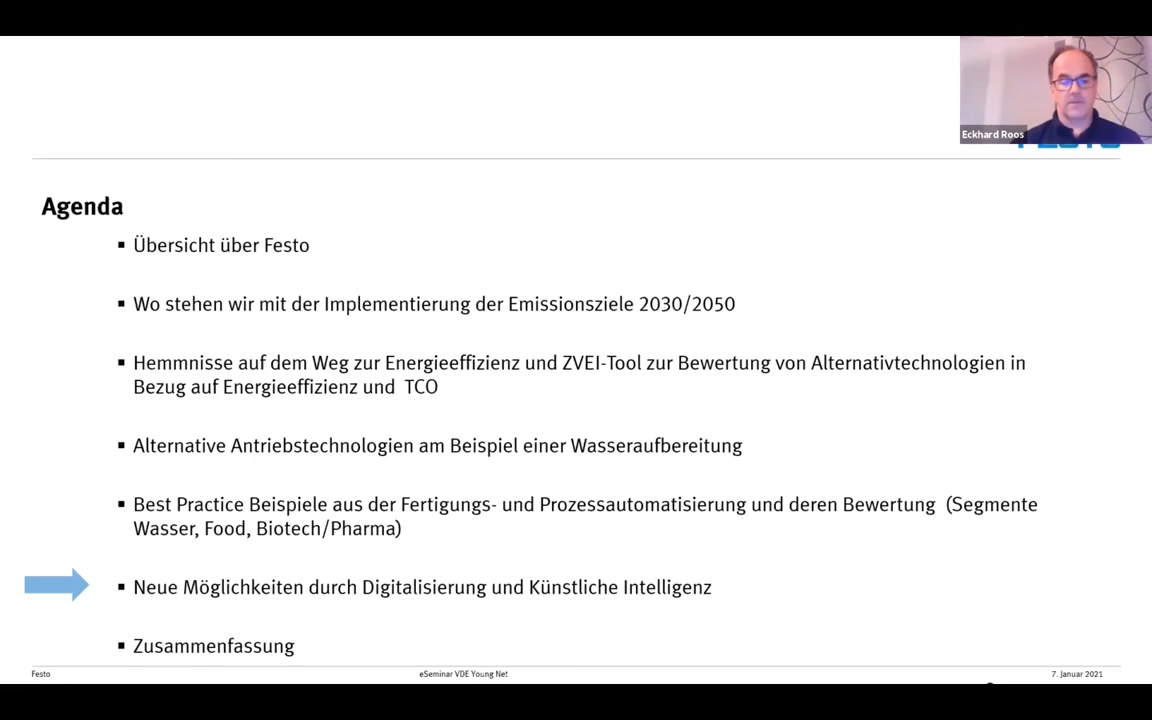 Eckhard Roos
Agenda
▪ Übersicht über Festo
▪ Wo stehen wir mit der Implementierung der Emissionsziele 2030/2050
▪ Hemmnisse auf dem Weg zur Energieeffizienz und ZVEI-Tool zur Bewertung von Alternativtechnologien in
Bezug auf Energieeffizienz und TCO
▪ Alternative Antriebstechnologien am Beispiel einer Wasseraufbereitung
▪ Best Practice Beispiele aus der Fertigungs- und Prozessautomatisierung und deren Bewertung (Segmente
Wasser, Food, Biotech/Pharma)
▪ Neue Möglichkeiten durch Digitalisierung und Künstliche Intelligenz
▪ Zusammenfassung
Festo
eSeminar VDE Young Net
7. Januar 2021